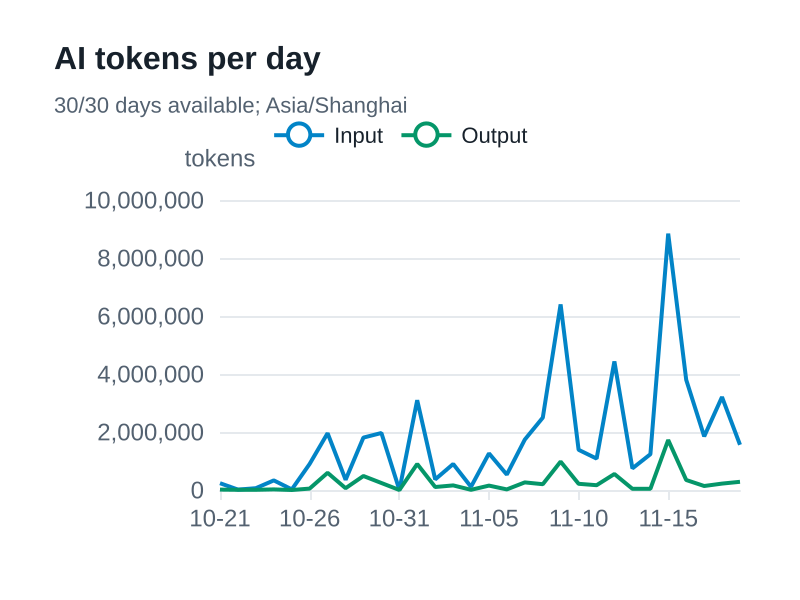 AI tokens per day
30/30 days available; Asia/Shanghai
Input Output
tokens
10,000,000
8,000,000
6,000,000
4,000,000
2,000,000
0
10-21 10-26 10-31 11-05 11-10 11-15